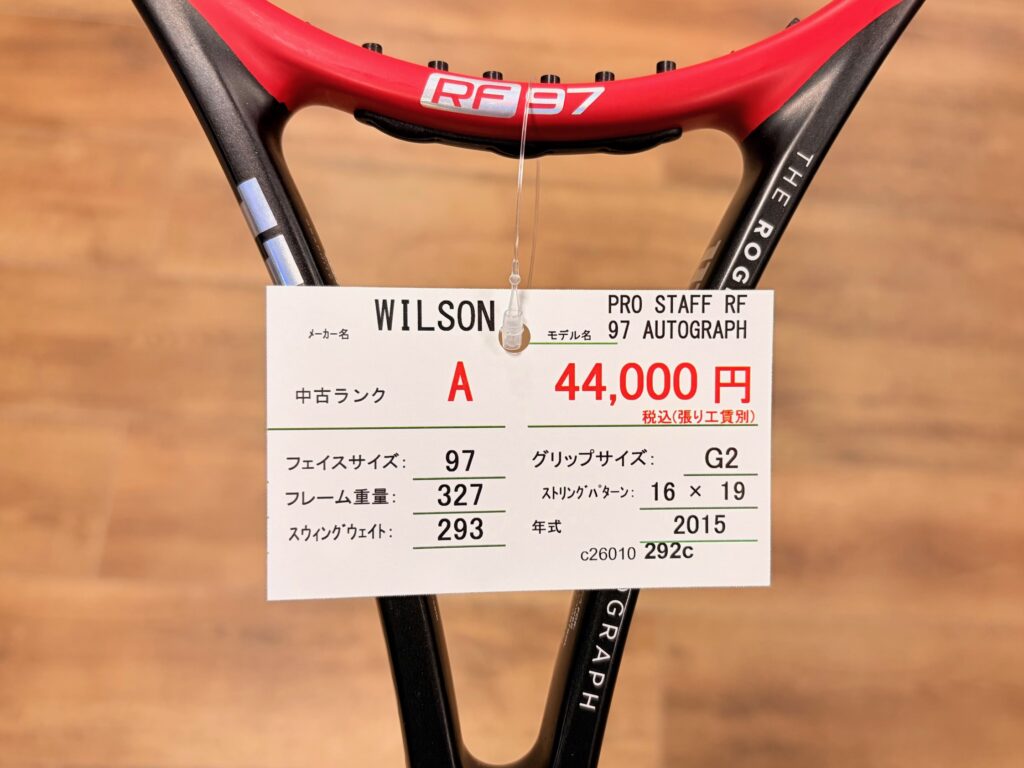 RF 97
THE ROG
メーカー名 WILSON
モデル名 PRO STAFF RF
97 AUTOGRAPH
中古ランク A
44,000 円
税込(張り工賃別)
フェイスサイズ: 97
グリップサイズ: G2
フレーム重量: 327
ストリングパターン: 16 × 19
スウィングウェイト: 293
年式 2015
c26010 292c
OGRAPH